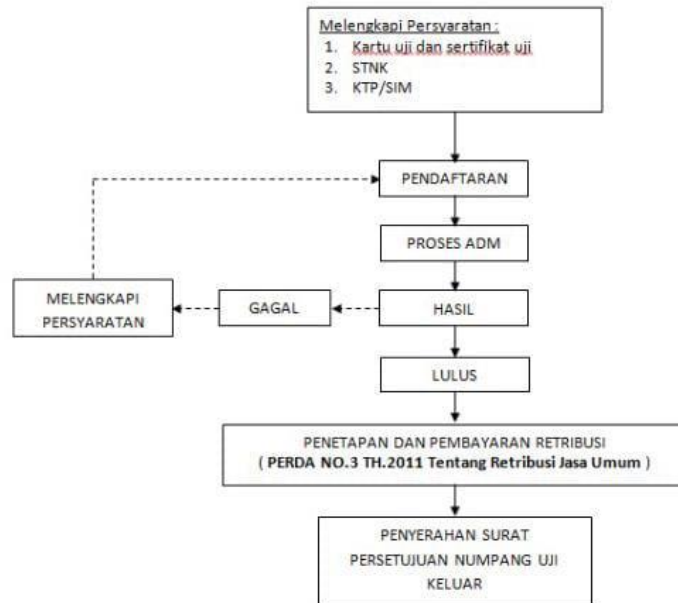 Melengkapi Persyaratan :
1. Kartu uji dan sertifikat uji
2. STNK
3. KTP/SIM
PENDAFTARAN
PROSES ADM
MELENGKAPI
PERSYARATAN
GAGAL
HASIL
LULUS
PENETAPAN DAN PEMBAYARAN RETRIBUSI
( PERDA NO.3 TH.2011 Tentang Retribusi Jasa Umum )
PENYERAHAN SURAT
PERSETUJUAN NUMPANG UJI
KELUAR